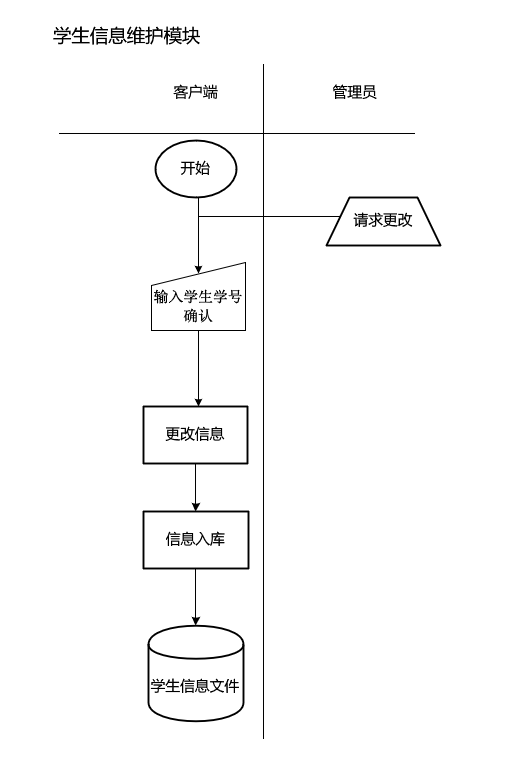 学生信息维护模块
客户端
管理员
开始
请求更改
输入学生学号
确认
更改信息
信息入库
学生信息文件